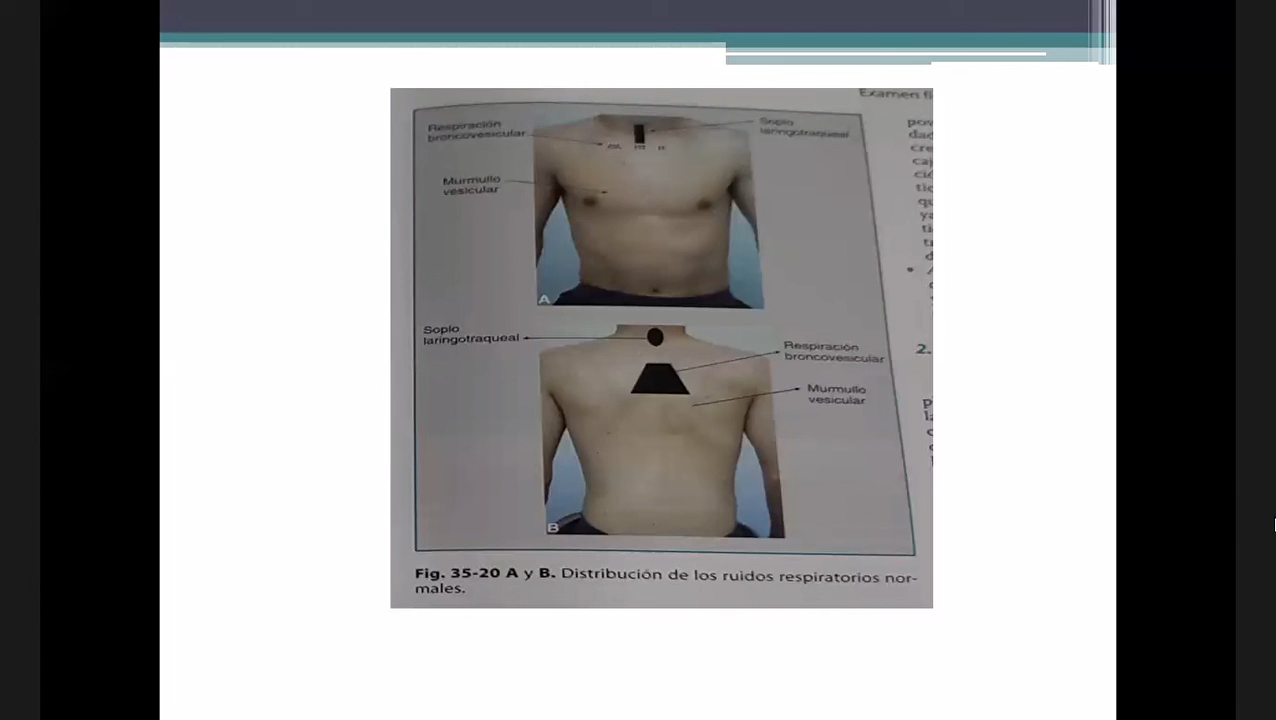 Examen fí
Respiración
broncovesicular
Soplo
laringotraqueal
Murmullo
vesicular
A
Soplo
laringotraqueal
Respiración
broncovesicular
Murmullo
vesicular
B
Fig. 35-20 A y B. Distribución de los ruidos respiratorios nor-
males.
2.